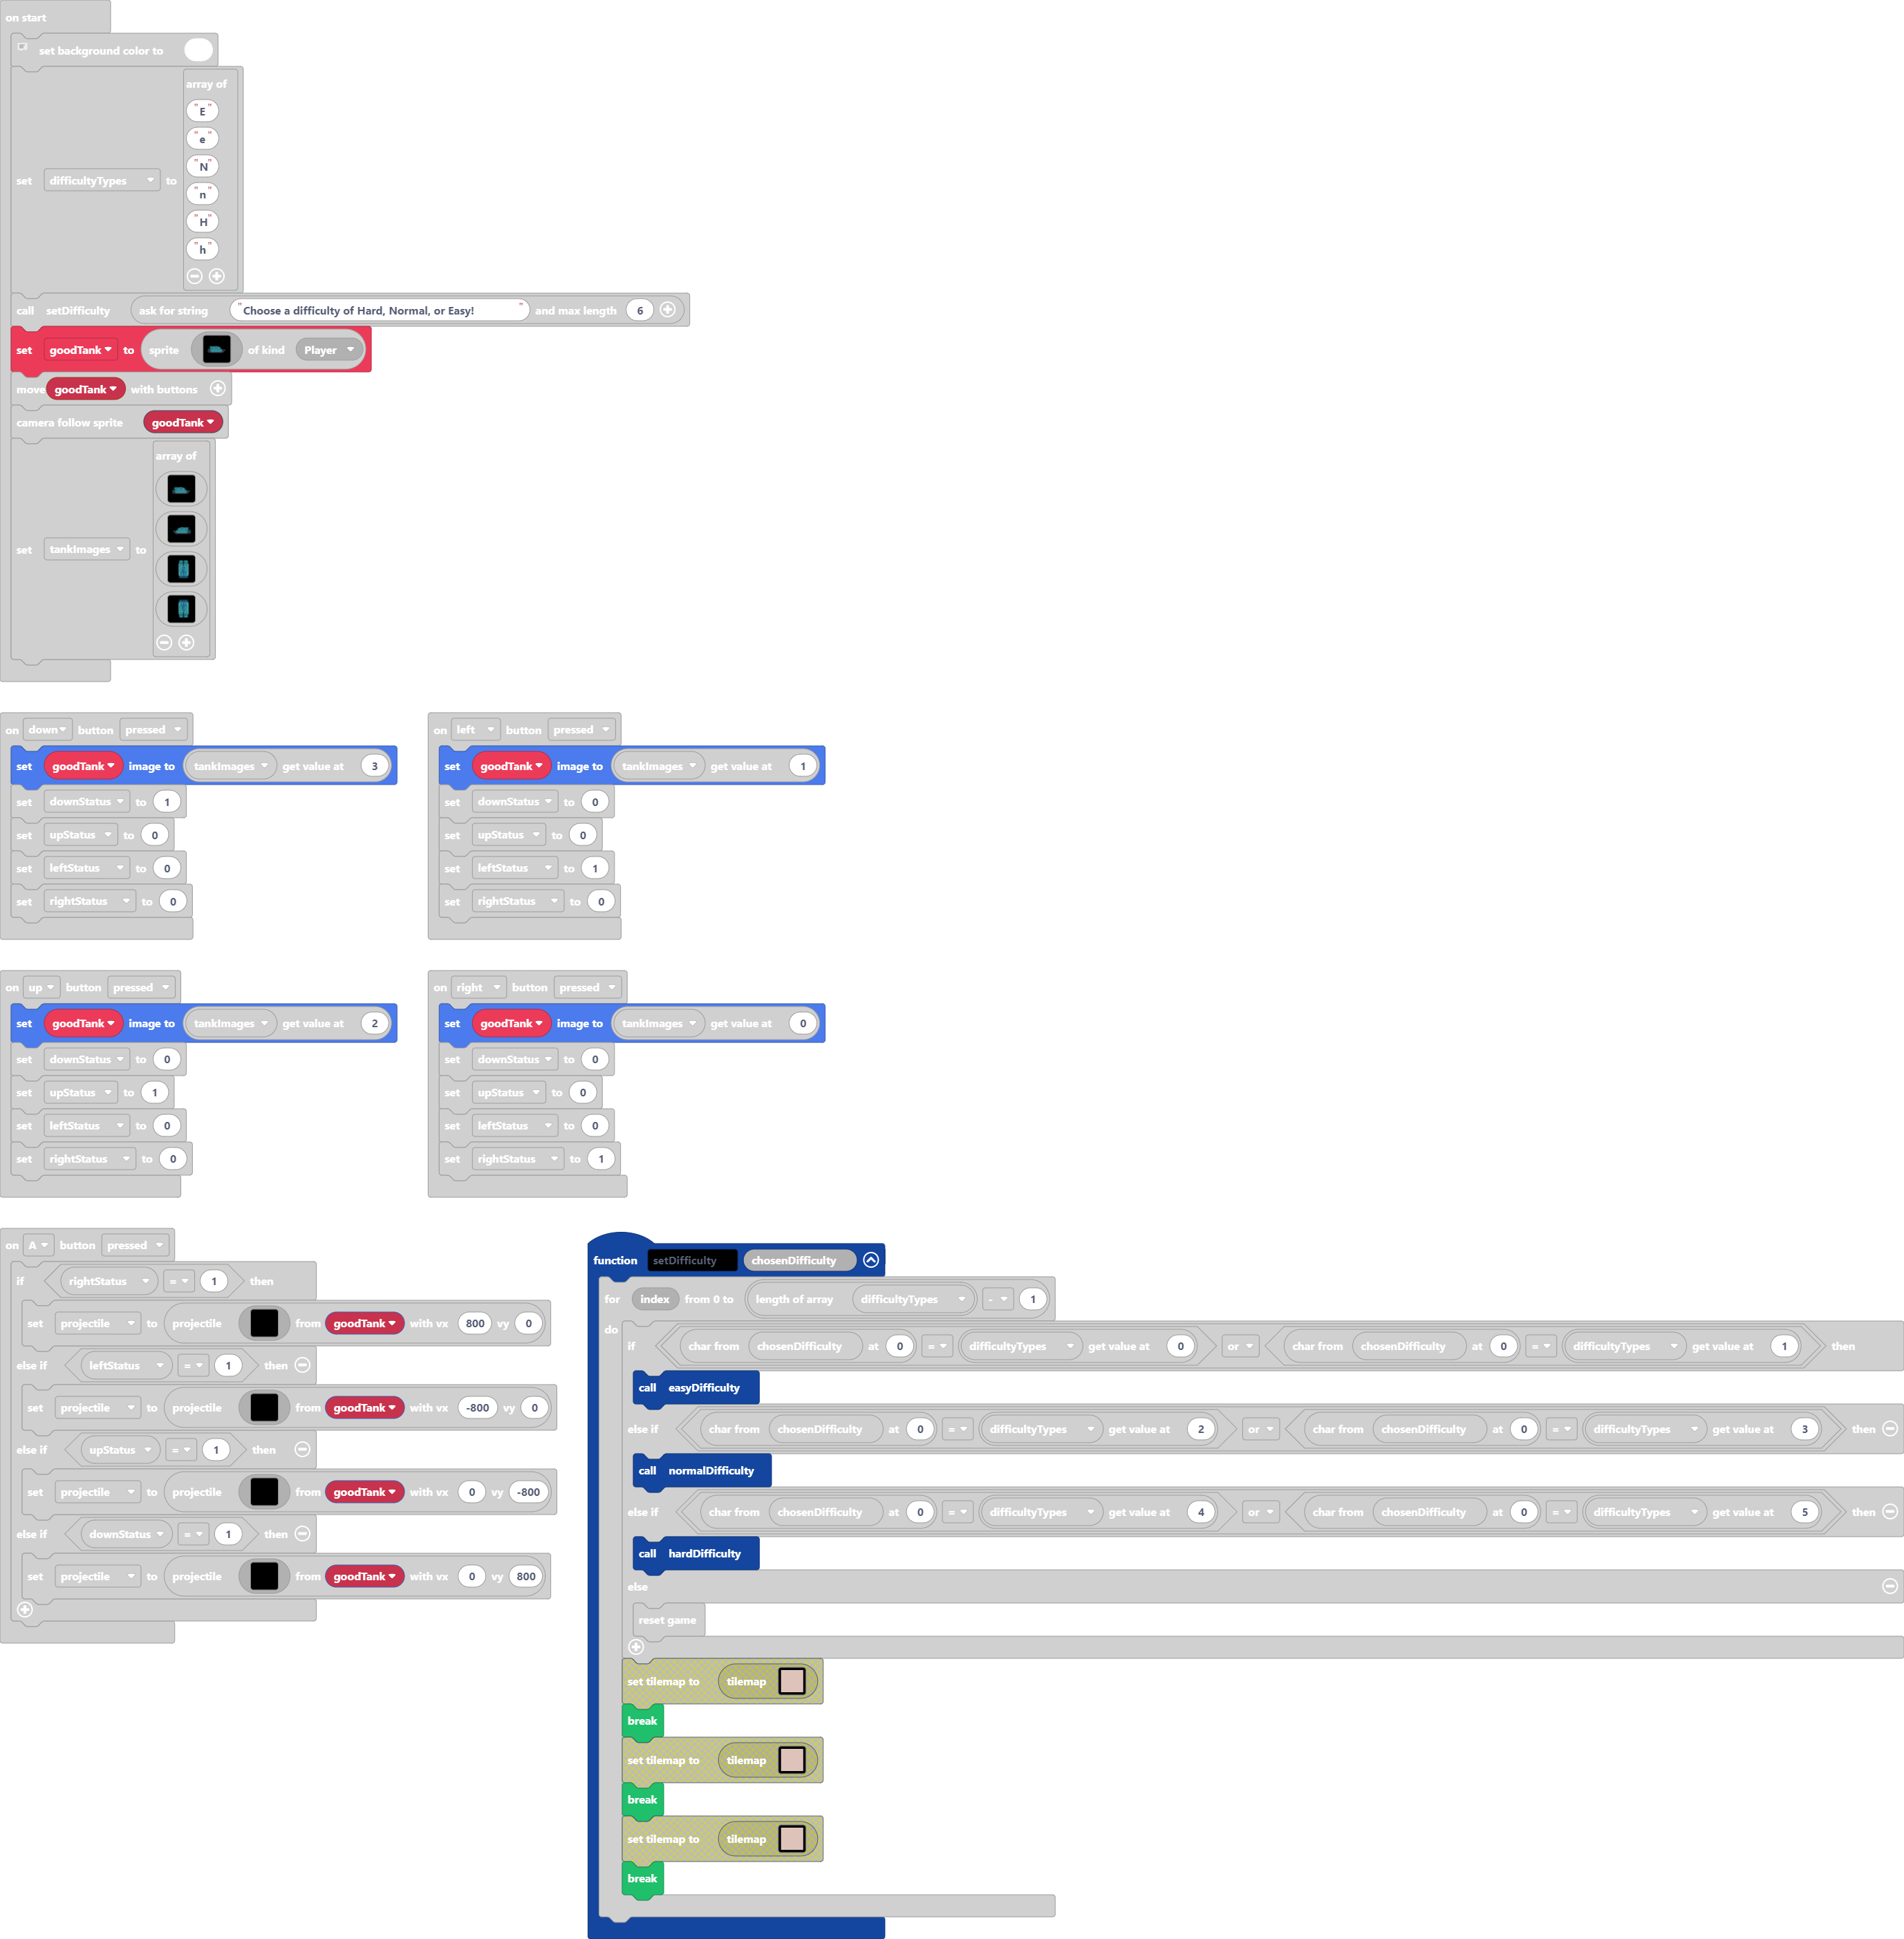 on start
set background color to
set difficultyTypes to array of
"E"
"e"
"N"
"n"
"H"
"h"
call setDifficulty ask for string "Choose a difficulty of Hard, Normal, or Easy!" and max length 6
set goodTank to sprite of kind Player
move goodTank with buttons
camera follow sprite goodTank
set tankImages to array of
on down button pressed
set goodTank image to tankImages get value at 3
set downStatus to 1
set upStatus to 0
set leftStatus to 0
set rightStatus to 0
on left button pressed
set goodTank image to tankImages get value at 1
set downStatus to 0
set upStatus to 0
set leftStatus to 1
set rightStatus to 0
on up button pressed
set goodTank image to tankImages get value at 2
set downStatus to 0
set upStatus to 1
set leftStatus to 0
set rightStatus to 0
on right button pressed
set goodTank image to tankImages get value at 0
set downStatus to 0
set upStatus to 0
set leftStatus to 0
set rightStatus to 1
on A button pressed
if rightStatus = 1 then
set projectile to projectile from goodTank with vx 800 vy 0
else if leftStatus = 1 then
set projectile to projectile from goodTank with vx -800 vy 0
else if upStatus = 1 then
set projectile to projectile from goodTank with vx 0 vy -800
else if downStatus = 1 then
set projectile to projectile from goodTank with vx 0 vy 800
function setDifficulty chosenDifficulty
for index from 0 to length of array difficultyTypes - 1
do
if char from chosenDifficulty at 0 = difficultyTypes get value at 0 or char from chosenDifficulty at 0 = difficultyTypes get value at 1 then
call easyDifficulty
else if char from chosenDifficulty at 0 = difficultyTypes get value at 2 or char from chosenDifficulty at 0 = difficultyTypes get value at 3 then
call normalDifficulty
else if char from chosenDifficulty at 0 = difficultyTypes get value at 4 or char from chosenDifficulty at 0 = difficultyTypes get value at 5 then
call hardDifficulty
else
reset game
set tilemap to tilemap
break
set tilemap to tilemap
break
set tilemap to tilemap
break